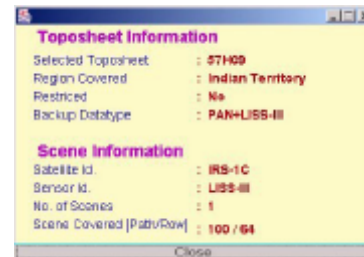 Toposheet Information
Selected Toposheet : 57H09
Region Covered : Indian Territory
Restriced : No
Backup Datatype : PAN+LISS-III
Scene Information
Satellite Id. : IRS-1C
Sensor Id. : LISS-III
No. of Scenes : 1
Scene Covered [Path/Row] : 100 / 64
Close